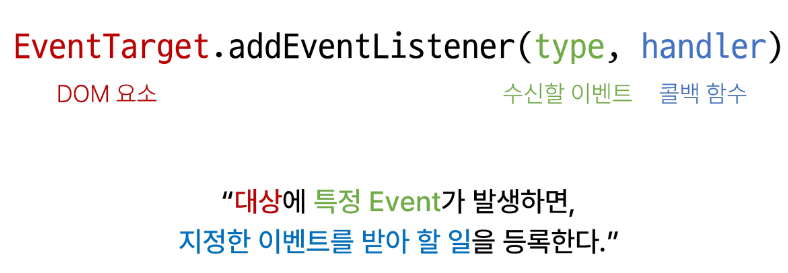 EventTarget.addEventListener(type, handler)
DOM 요소 수신할 이벤트 콜백 함수
“대상에 특정 Event가 발생하면,
지정한 이벤트를 받아 할 일을 등록한다.”